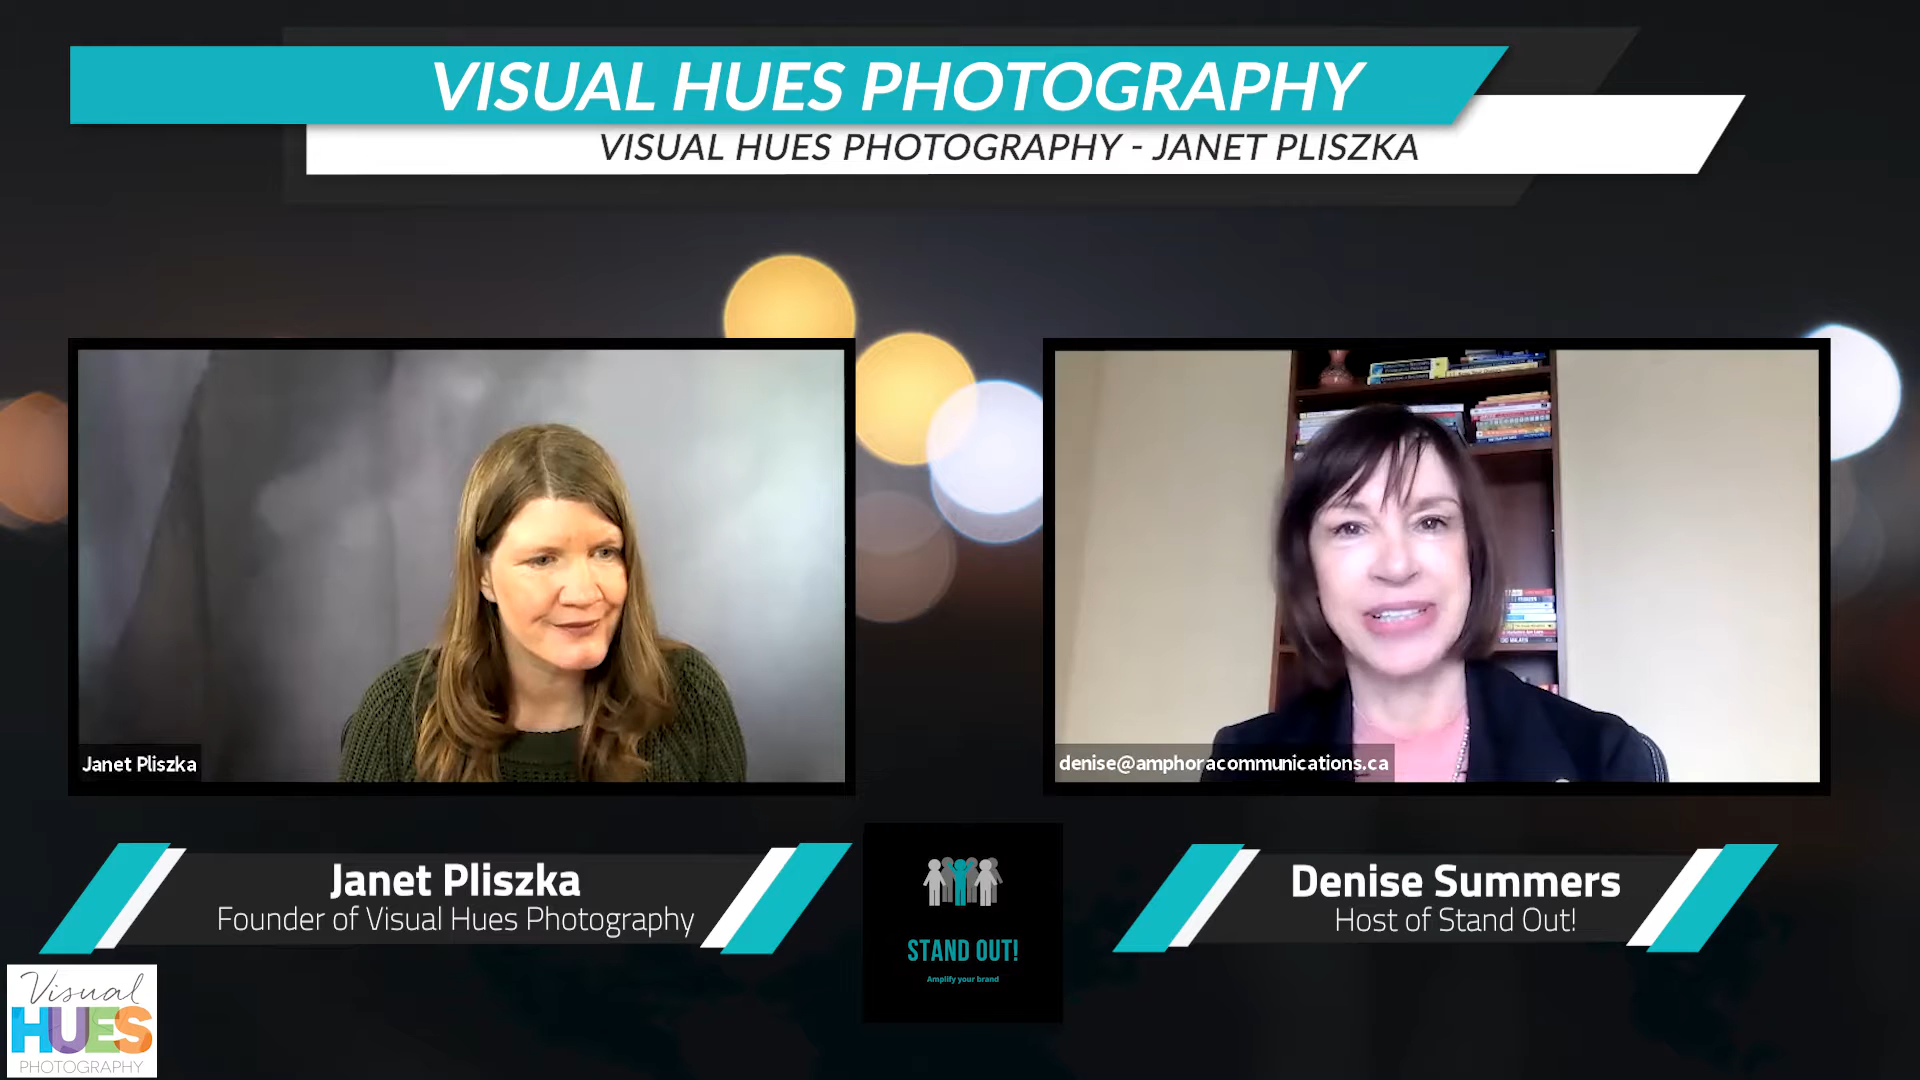 VISUAL HUES PHOTOGRAPHY
VISUAL HUES PHOTOGRAPHY - JANET PLISZKA
Janet Pliszka
denise@amphoracommunications.ca
Janet Pliszka
Founder of Visual Hues Photography
STAND OUT!
Amplify your brand
Denise Summers
Host of Stand Out!
Visual
HUES
PHOTOGRAPHY